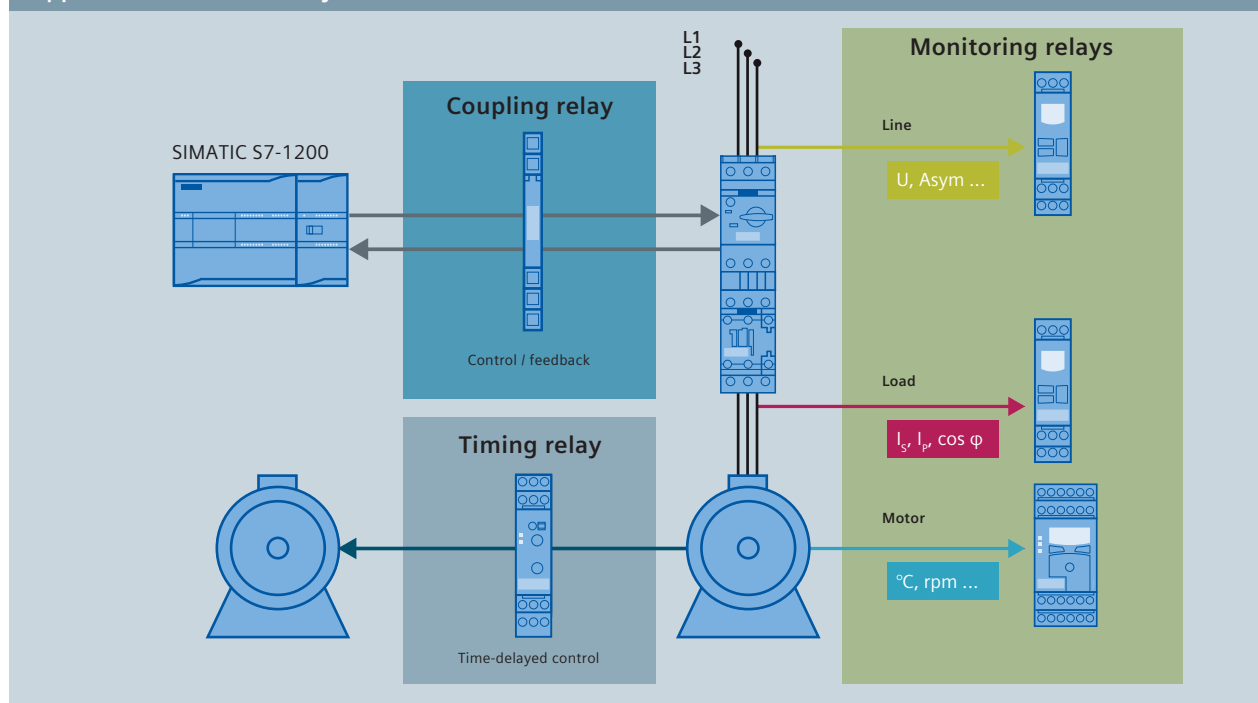 L1
L2
L3
Monitoring relays
Coupling relay
Line
SIMATIC S7-1200
U, Asym ...
Control / feedback
Load
Iₛ, Iₚ, cos φ
Timing relay
Motor
°C, rpm ...
Time-delayed control